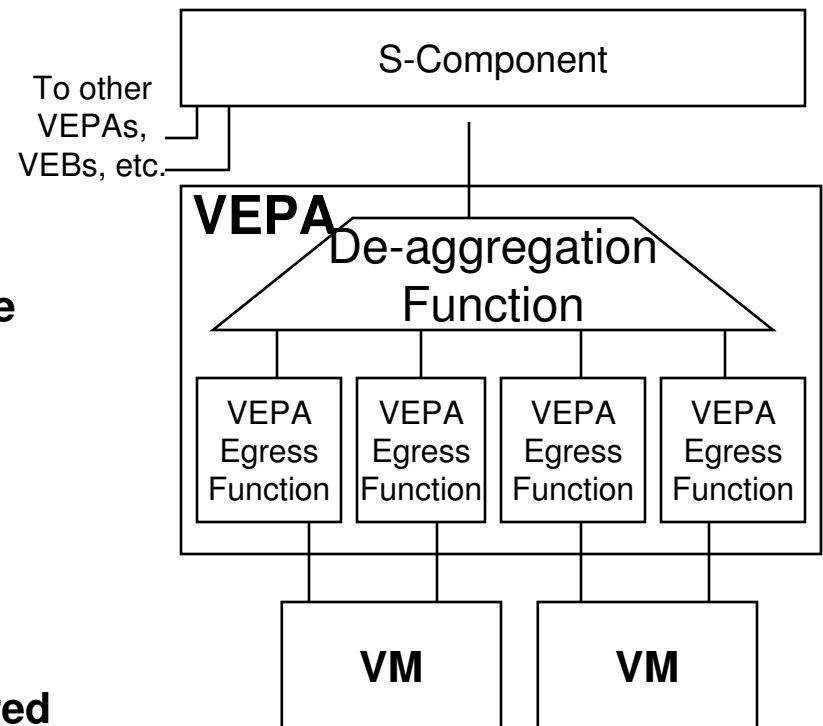 S-Component
To other
VEPAs,
VEBs, etc.
VEPA
De-aggregation
Function
VEPA
Egress
Function
VEPA
Egress
Function
VEPA
Egress
Function
VEPA
Egress
Function
VM
VM